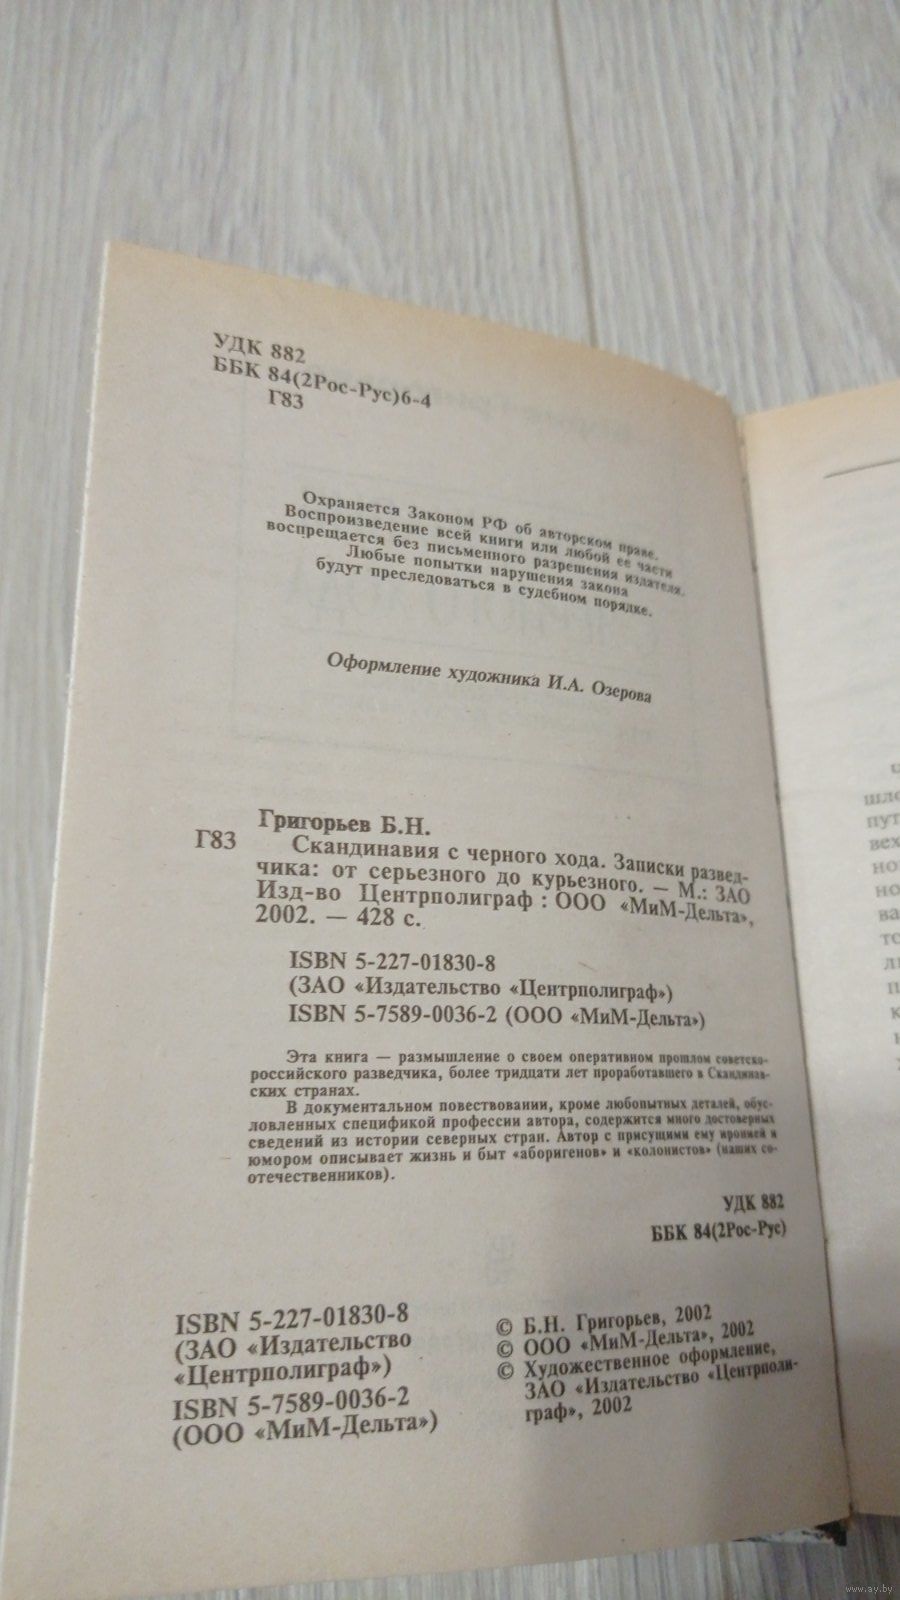 УДК 882
ББК 84(2Рос-Рус)6-4
Г83
Охраняется Законом РФ об авторском праве.
Воспроизведение всей книги или любой ее части
воспрещается без письменного разрешения издателя.
Любые попытки нарушения закона
будут преследоваться в судебном порядке.
Оформление художника И.А. Озерова
Григорьев Б.Н.
Г83 Скандинавия с черного хода. Записки развед-
чика: от серьезного до курьезного. — М.: ЗАО
Изд-во Центрполиграф : ООО «МиМ-Дельта»,
2002. — 428 с.
ISBN 5-227-01830-8
(ЗАО «Издательство «Центрполиграф»)
ISBN 5-7589-0036-2 (ООО «МиМ-Дельта»)
Эта книга — размышление о своем оперативном прошлом советско-
российского разведчика, более тридцати лет проработавшего в Скандинав-
ских странах.
В документальном повествовании, кроме любопытных деталей, обус-
ловленных спецификой профессии автора, содержится много достоверных
сведений из истории северных стран. Автор с присущими ему иронией и
юмором описывает жизнь и быт «аборигенов» и «колонистов» (наших со-
отечественников).
УДК 882
ББК 84(2Рос-Рус)
ISBN 5-227-01830-8
(ЗАО «Издательство
«Центрполиграф»)
ISBN 5-7589-0036-2
(ООО «МиМ-Дельта»)
© Б.Н. Григорьев, 2002
© ООО «МиМ-Дельта», 2002
© Художественное оформление,
ЗАО «Издательство «Центрполи-
граф», 2002
www.ay.by